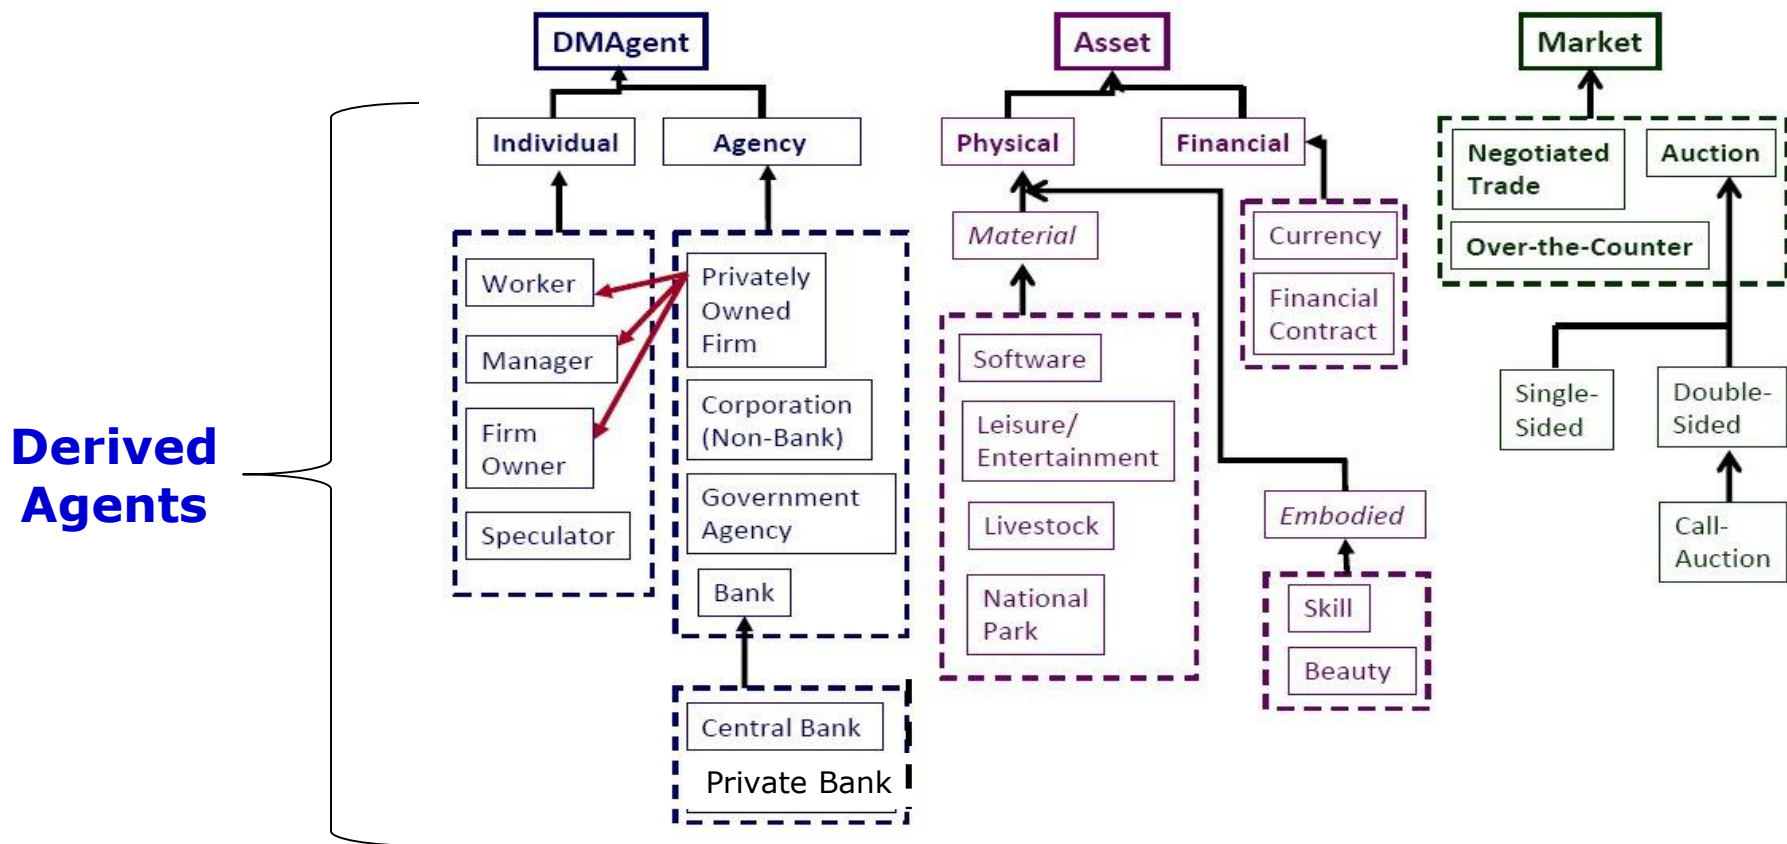 DMAgent
Asset
Market
Individual
Agency
Physical
Financial
Negotiated
Trade
Auction
Over-the-Counter
Derived
Agents
Worker
Manager
Firm
Owner
Speculator
Privately
Owned
Firm
Corporation
(Non-Bank)
Government
Agency
Bank
Central Bank
Private Bank
Material
Software
Leisure/
Entertainment
Livestock
National
Park
Currency
Financial
Contract
Embodied
Skill
Beauty
Single-
Sided
Double-
Sided
Call-
Auction